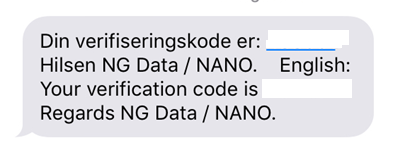 Din verifiseringskode er:
Hilsen NG Data / NANO. English:
Your verification code is
Regards NG Data / NANO.